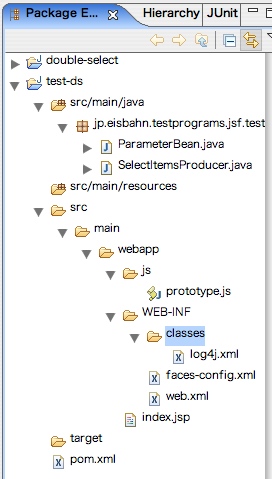 Package E... Hierarchy JUnit
double-select
test-ds
src/main/java
jp.eisbahn.testprograms.jsf.test
ParameterBean.java
SelectItemsProducer.java
src/main/resources
src
main
webapp
js
prototype.js
WEB-INF
classes
log4j.xml
faces-config.xml
web.xml
index.jsp
target
pom.xml